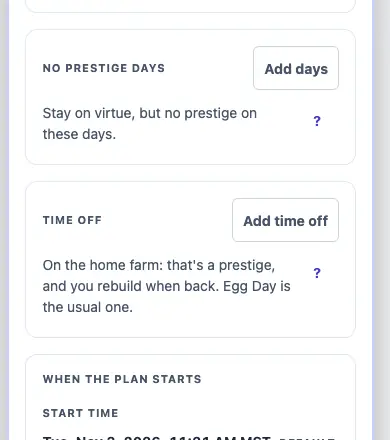 NO PRESTIGE DAYS
Add days
Stay on virtue, but no prestige on
these days.
?
TIME OFF
Add time off
On the home farm: that's a prestige,
and you rebuild when back. Egg Day is
the usual one.
?
WHEN THE PLAN STARTS
START TIME